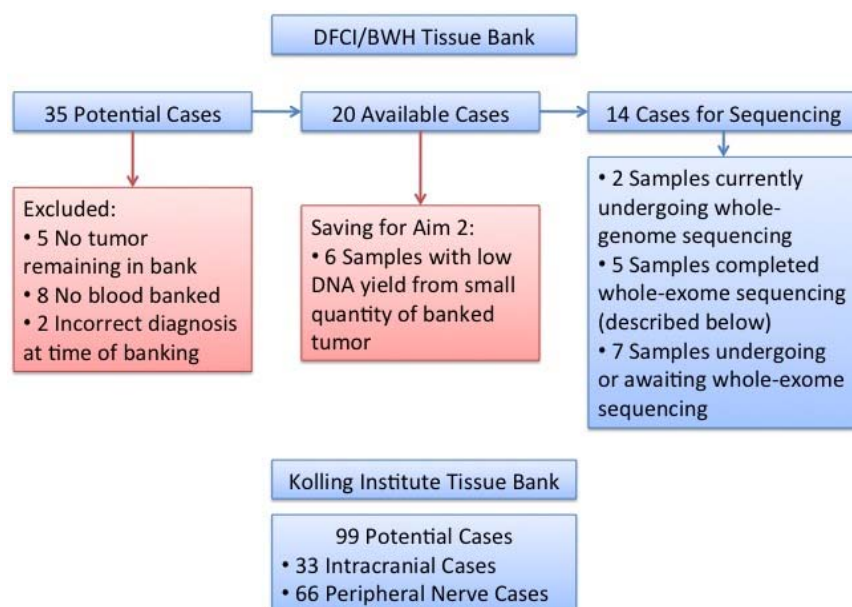 DFCI/BWH Tissue Bank
35 Potential Cases
20 Available Cases
14 Cases for Sequencing
Excluded:
• 5 No tumor
remaining in bank
• 8 No blood banked
• 2 Incorrect diagnosis
at time of banking
Saving for Aim 2:
• 6 Samples with low
DNA yield from small
quantity of banked
tumor
• 2 Samples currently
undergoing whole-
genome sequencing
• 5 Samples completed
whole-exome sequencing
(described below)
• 7 Samples undergoing
or awaiting whole-exome
sequencing
Kolling Institute Tissue Bank
99 Potential Cases
• 33 Intracranial Cases
• 66 Peripheral Nerve Cases